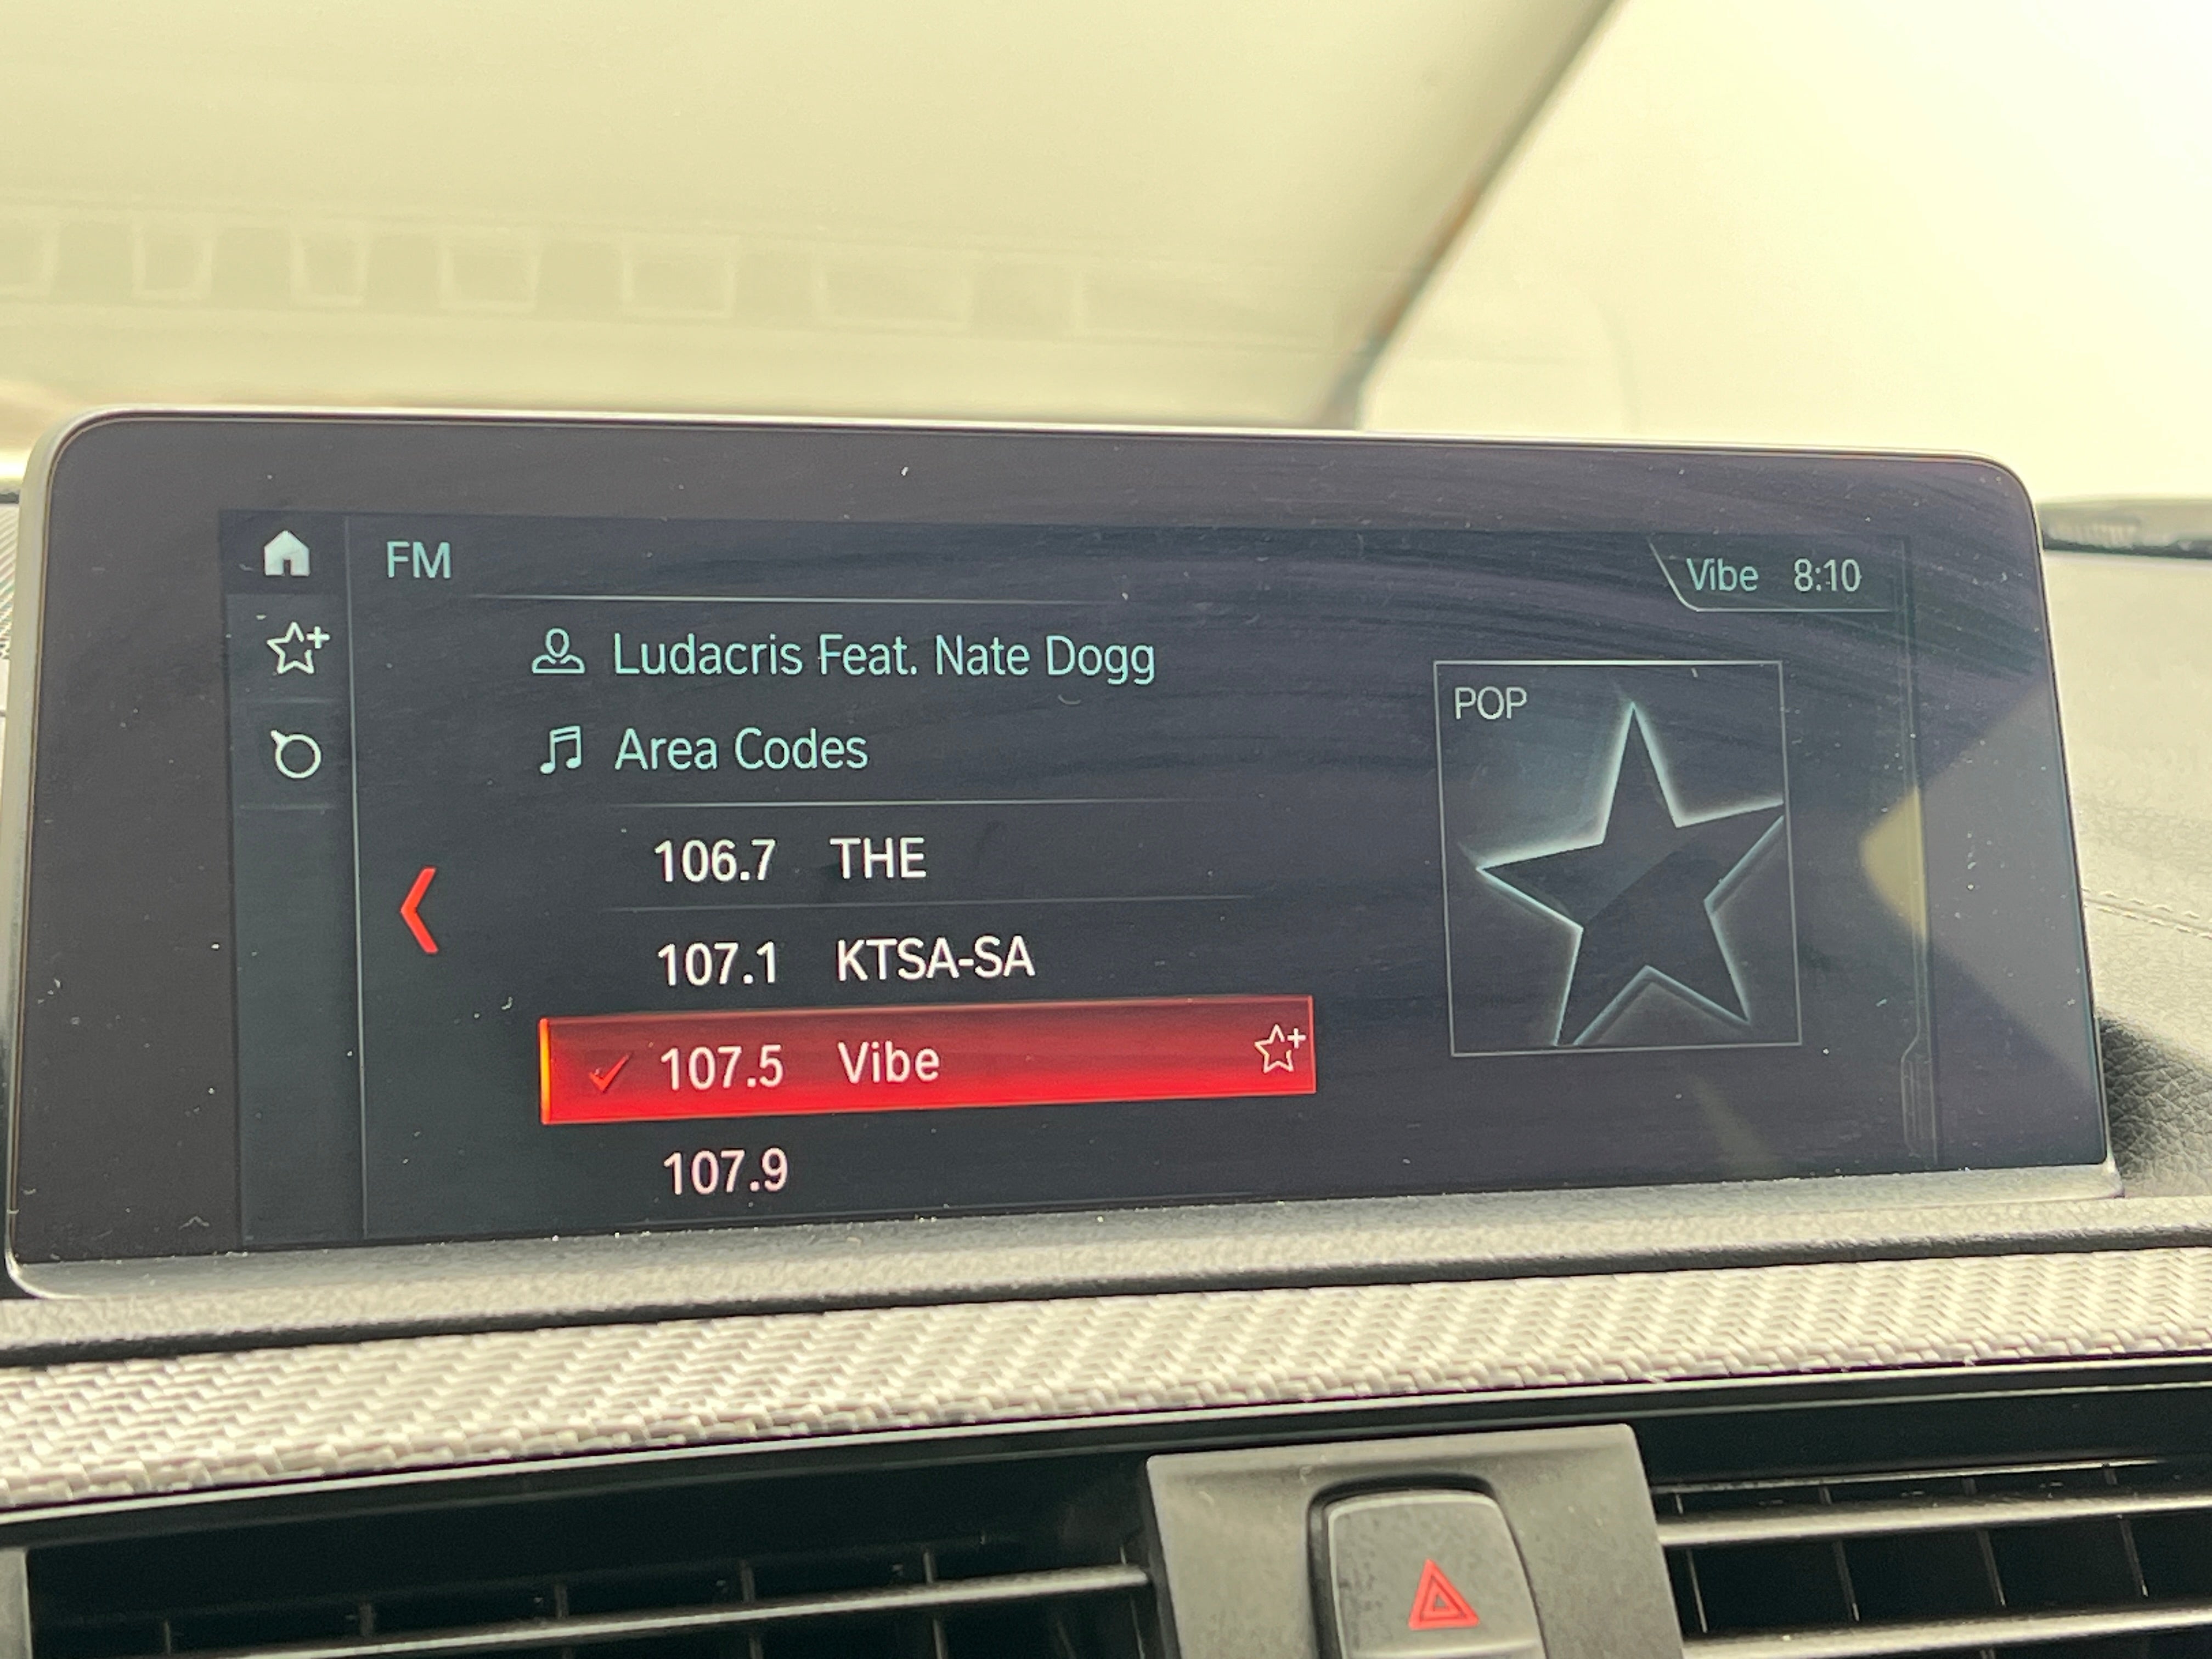 FM
Vibe 8:10
Ludacris Feat. Nate Dogg
Area Codes
POP
106.7 THE
107.1 KTSA-SA
107.5 Vibe
107.9